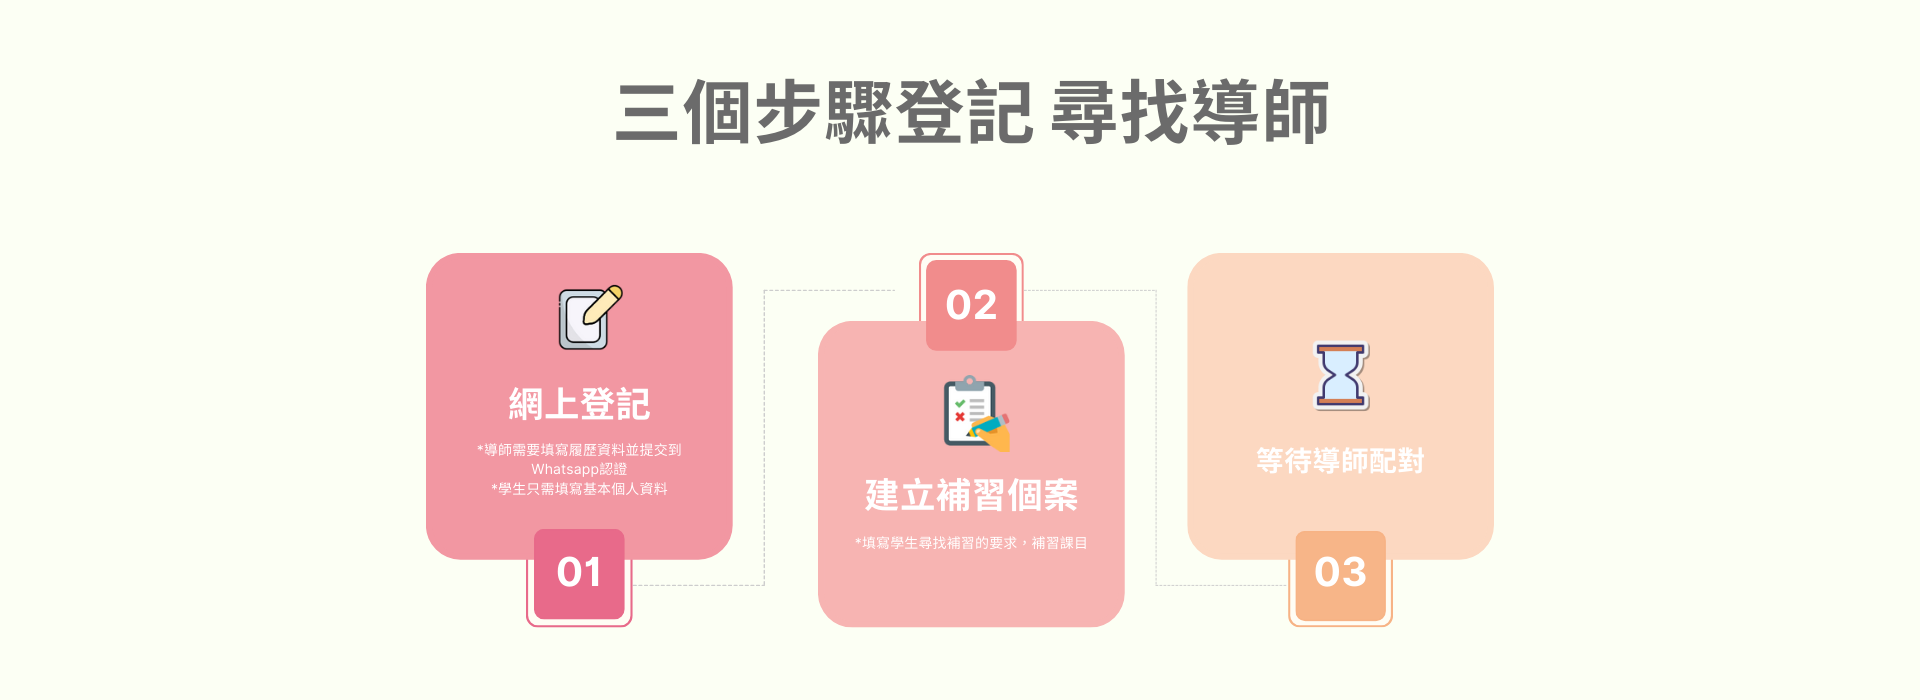 三個步驟登記 尋找導師
網上登記
*導師需要填寫履歷資料並提交到
Whatsapp認證
*學生只需填寫基本個人資料
01
02
建立補習個案
*填寫學生尋找補習的要求，補習課目
等待導師配對
03